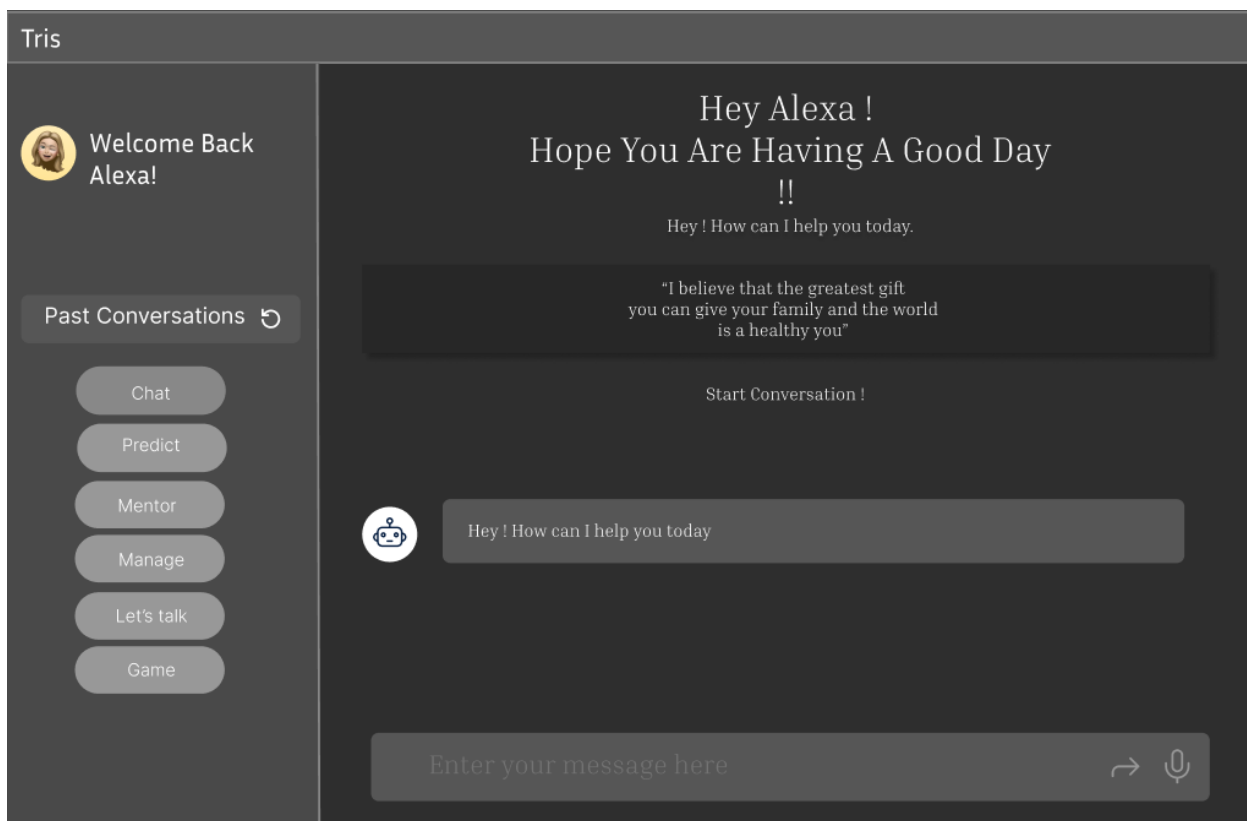 Tris
Welcome Back
Alexa!
Past Conversations
Chat
Predict
Mentor
Manage
Let's talk
Game
Hey Alexa !
Hope You Are Having A Good Day
!!
Hey ! How can I help you today.
“I believe that the greatest gift
you can give your family and the world
is a healthy you”
Start Conversation !
Hey ! How can I help you today
Enter your message here